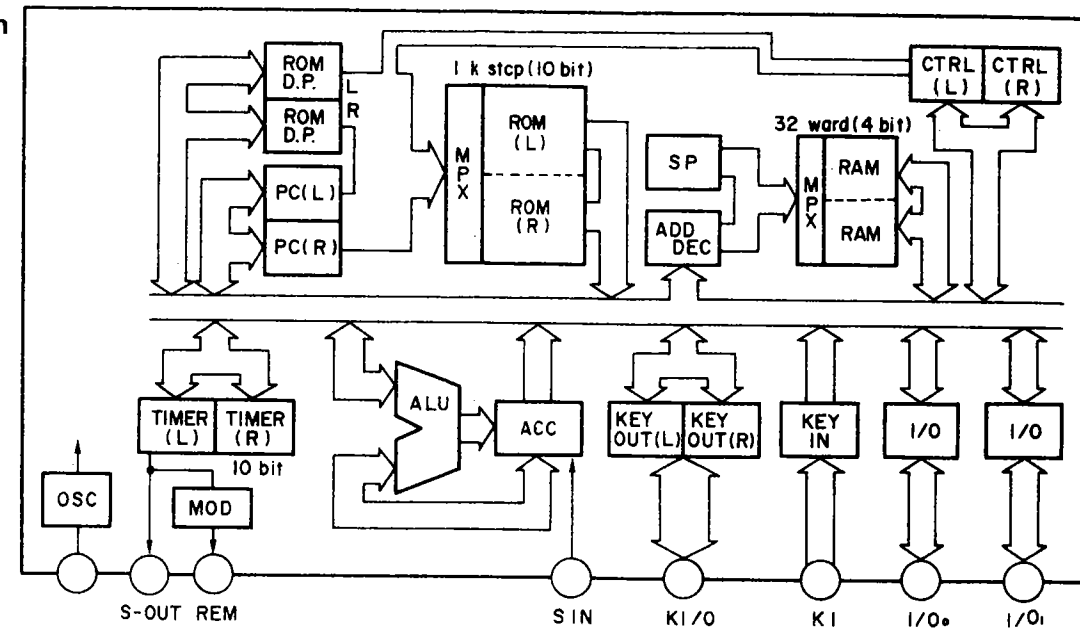 n
ROM
D.P.
ROM
D.P.
L
R
PC(L)
PC(R)
1 k stcp (10 bit)
MPX
ROM
(L)
ROM
(R)
SP
ADD
DEC
32 ward (4 bit)
MPX
RAM
RAM
CTRL
(L)
CTRL
(R)
TIMER
(L)
TIMER
(R)
10 bit
OSC
MOD
ALU
ACC
KEY
OUT(L)
KEY
OUT(R)
KEY
IN
I/O
I/O
S-OUT
REM
SIN
KI/O
KI
I/O₀
I/O₁